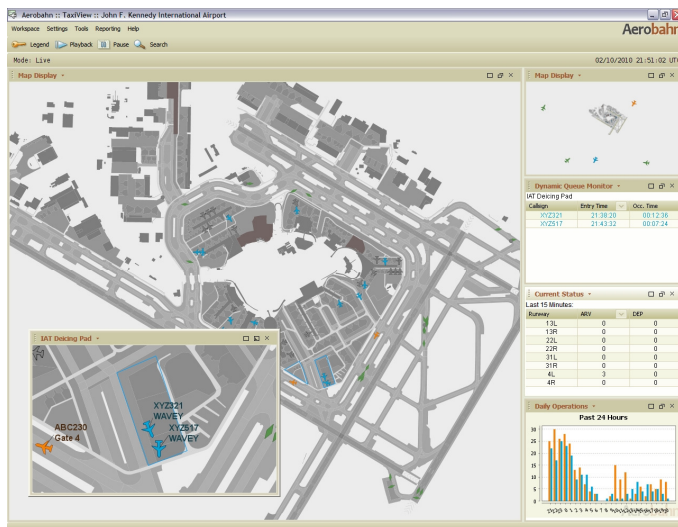 Aerobahn :: TaxiView :: John F. Kennedy International Airport
Workspace Settings Tools Reporting Help
Aerobahn
Legend Playback Pause Search
Mode: Live
02/10/2010 21:51:02 UT
Map Display
Map Display
Dynamic Queue Monitor
IAT Deicing Pad
Callsign Entry Time Occ. Time
XYZ321 21:38:20 00:12:36
XYZ517 21:43:32 00:07:24
Current Status
Last 15 Minutes:
Runway ARV DEP
13L 0 0
13R 0 0
22L 0 0
22R 0 0
31L 0 0
31R 0 0
4L 3 0
4R 0 0
IAT Deicing Pad
XYZ321
WAVEY
XYZ517
WAVEY
ABC230
Gate 4
Daily Operations
Past 24 Hours
30
25
20
15
10
5
0